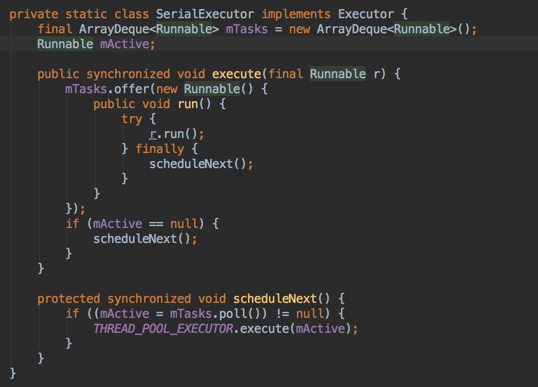 private static class SerialExecutor implements Executor {
    final ArrayDeque<Runnable> mTasks = new ArrayDeque<Runnable>();
    Runnable mActive;

    public synchronized void execute(final Runnable r) {
        mTasks.offer(new Runnable() {
            public void run() {
                try {
                    r.run();
                } finally {
                    scheduleNext();
                }
            }
        });
        if (mActive == null) {
            scheduleNext();
        }
    }

    protected synchronized void scheduleNext() {
        if ((mActive = mTasks.poll()) != null) {
            THREAD_POOL_EXECUTOR.execute(mActive);
        }
    }
}